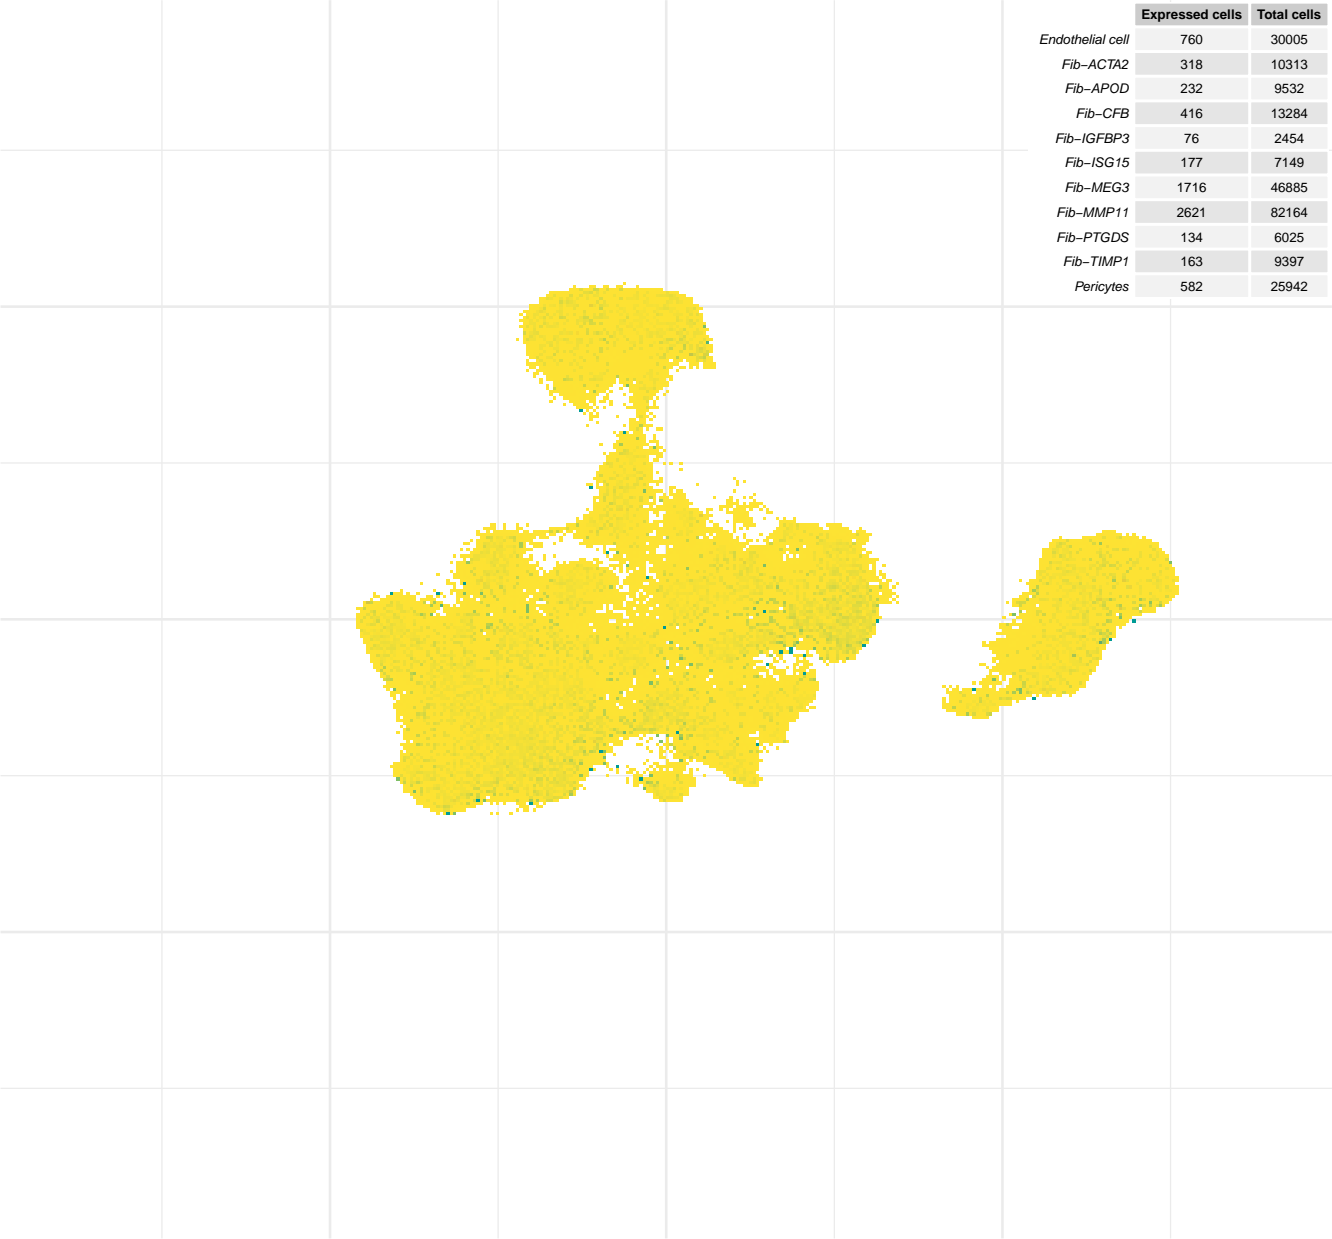 Expressed cells Total cells
Endothelial cell 760 30005
Fib−ACTA2 318 10313
Fib−APOD 232 9532
Fib−CFB 416 13284
Fib−IGFBP3 76 2454
Fib−ISG15 177 7149
Fib−MEG3 1716 46885
Fib−MMP11 2621 82164
Fib−PTGDS 134 6025
Fib−TIMP1 163 9397
Pericytes 582 25942